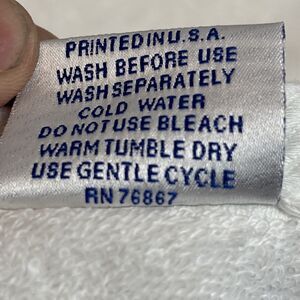 PRINTED IN U.S.A.
WASH BEFORE USE
WASH SEPARATELY
COLD WATER
DO NOT USE BLEACH
WARM TUMBLE DRY
USE GENTLE CYCLE
RN 76867